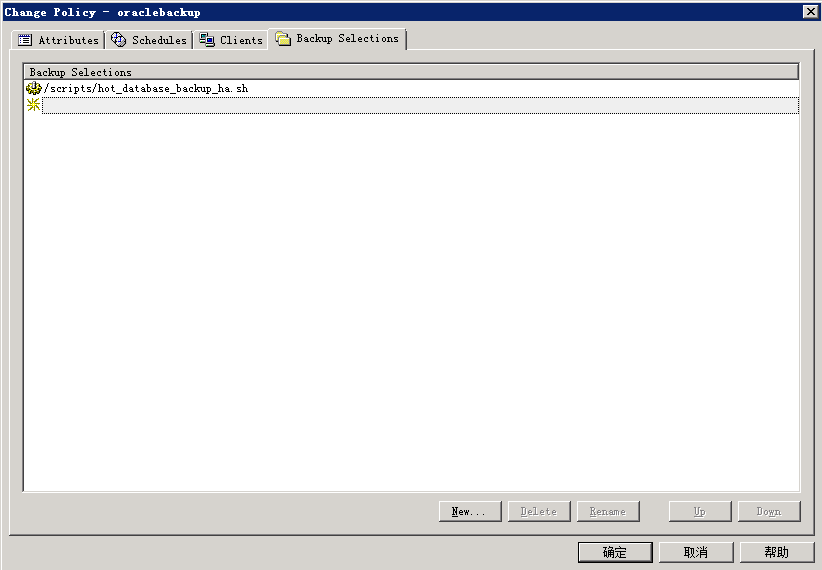 Change Policy - oraclebackup
Attributes Schedules Clients Backup Selections
Backup Selections
/scripts/hot_database_backup_ha.sh
New... Delete Rename Up Down
确定 取消 帮助